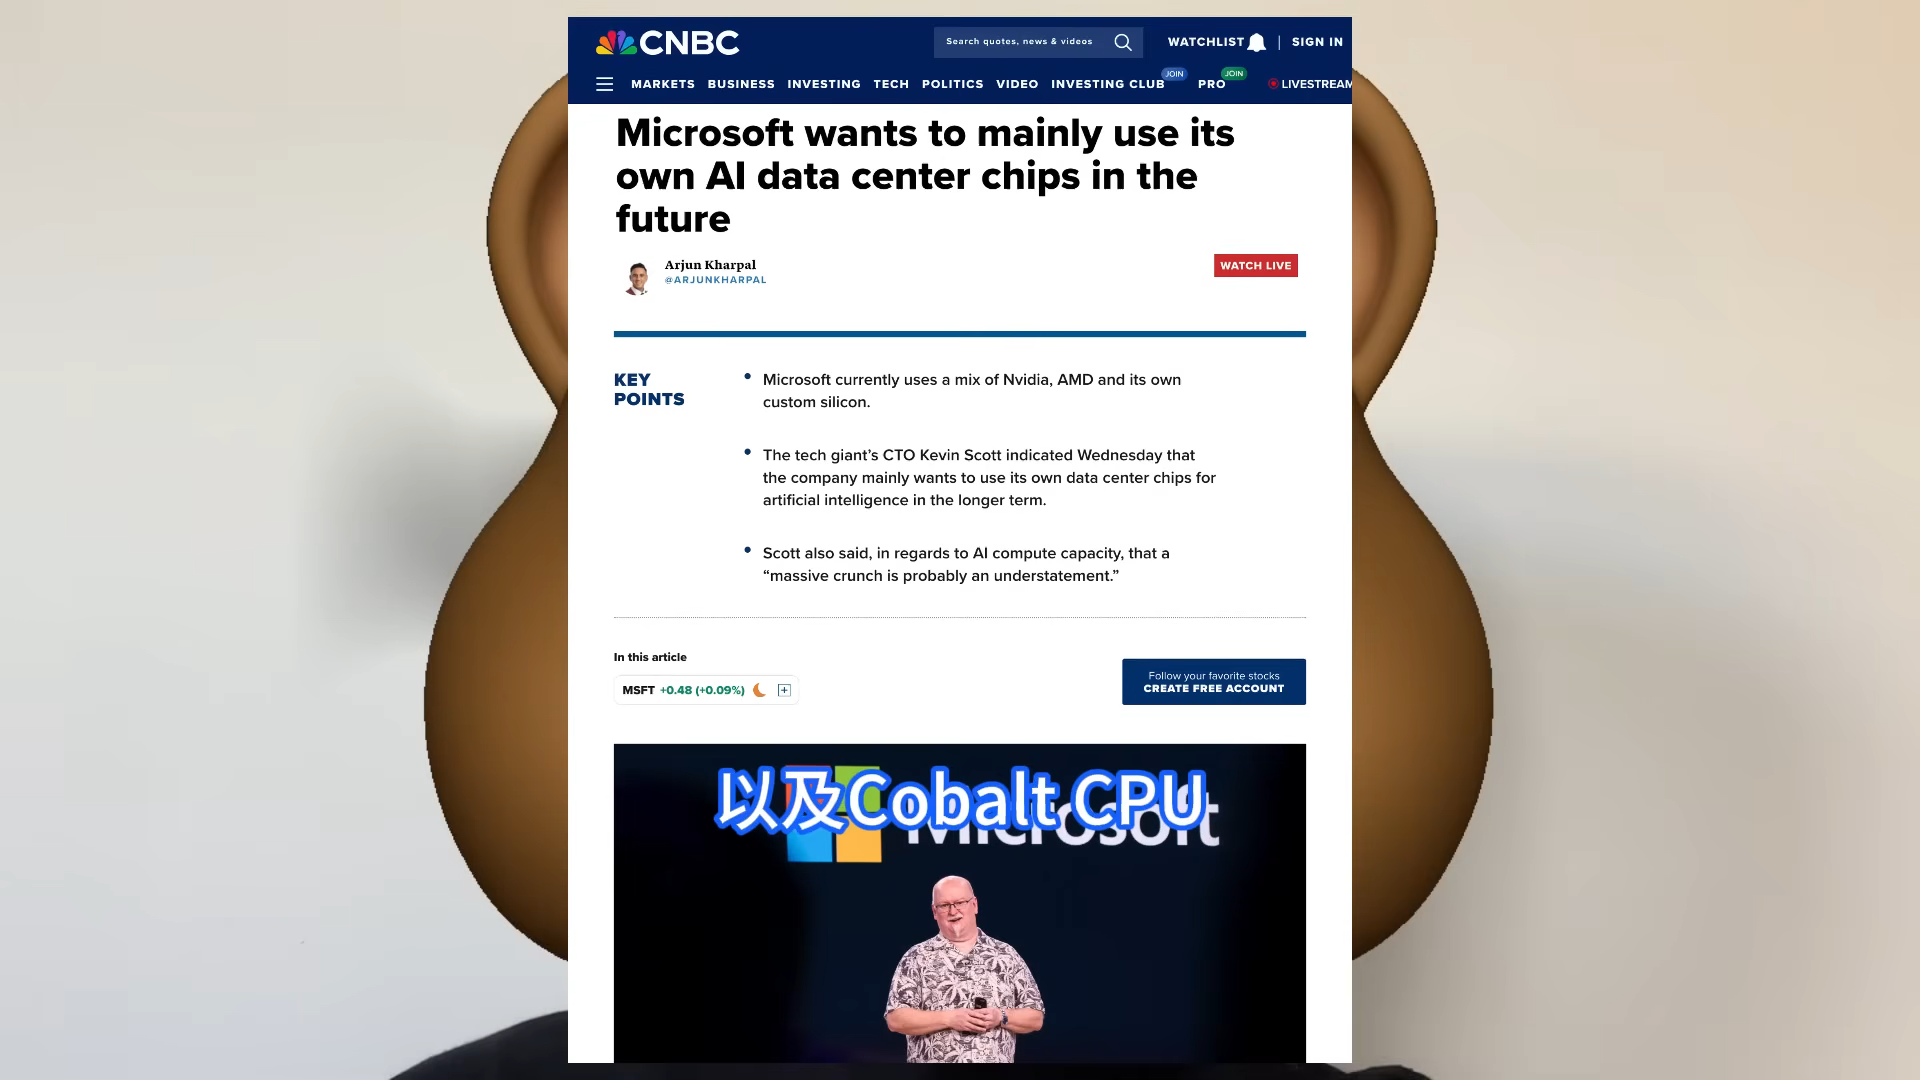 CNBC
Search quotes, news & videos
WATCHLIST
SIGN IN
MARKETS BUSINESS INVESTING TECH POLITICS VIDEO INVESTING CLUB JOIN PRO JOIN LIVESTREAM
Microsoft wants to mainly use its
own AI data center chips in the
future
Arjun Kharpal
@ARJUNKHARPAL
WATCH LIVE
KEY
POINTS
Microsoft currently uses a mix of Nvidia, AMD and its own
custom silicon.
The tech giant’s CTO Kevin Scott indicated Wednesday that
the company mainly wants to use its own data center chips for
artificial intelligence in the longer term.
Scott also said, in regards to AI compute capacity, that a
“massive crunch is probably an understatement.”
In this article
MSFT +0.48 (+0.09%)
Follow your favorite stocks
CREATE FREE ACCOUNT
以及Cobalt CPU
Microsoft